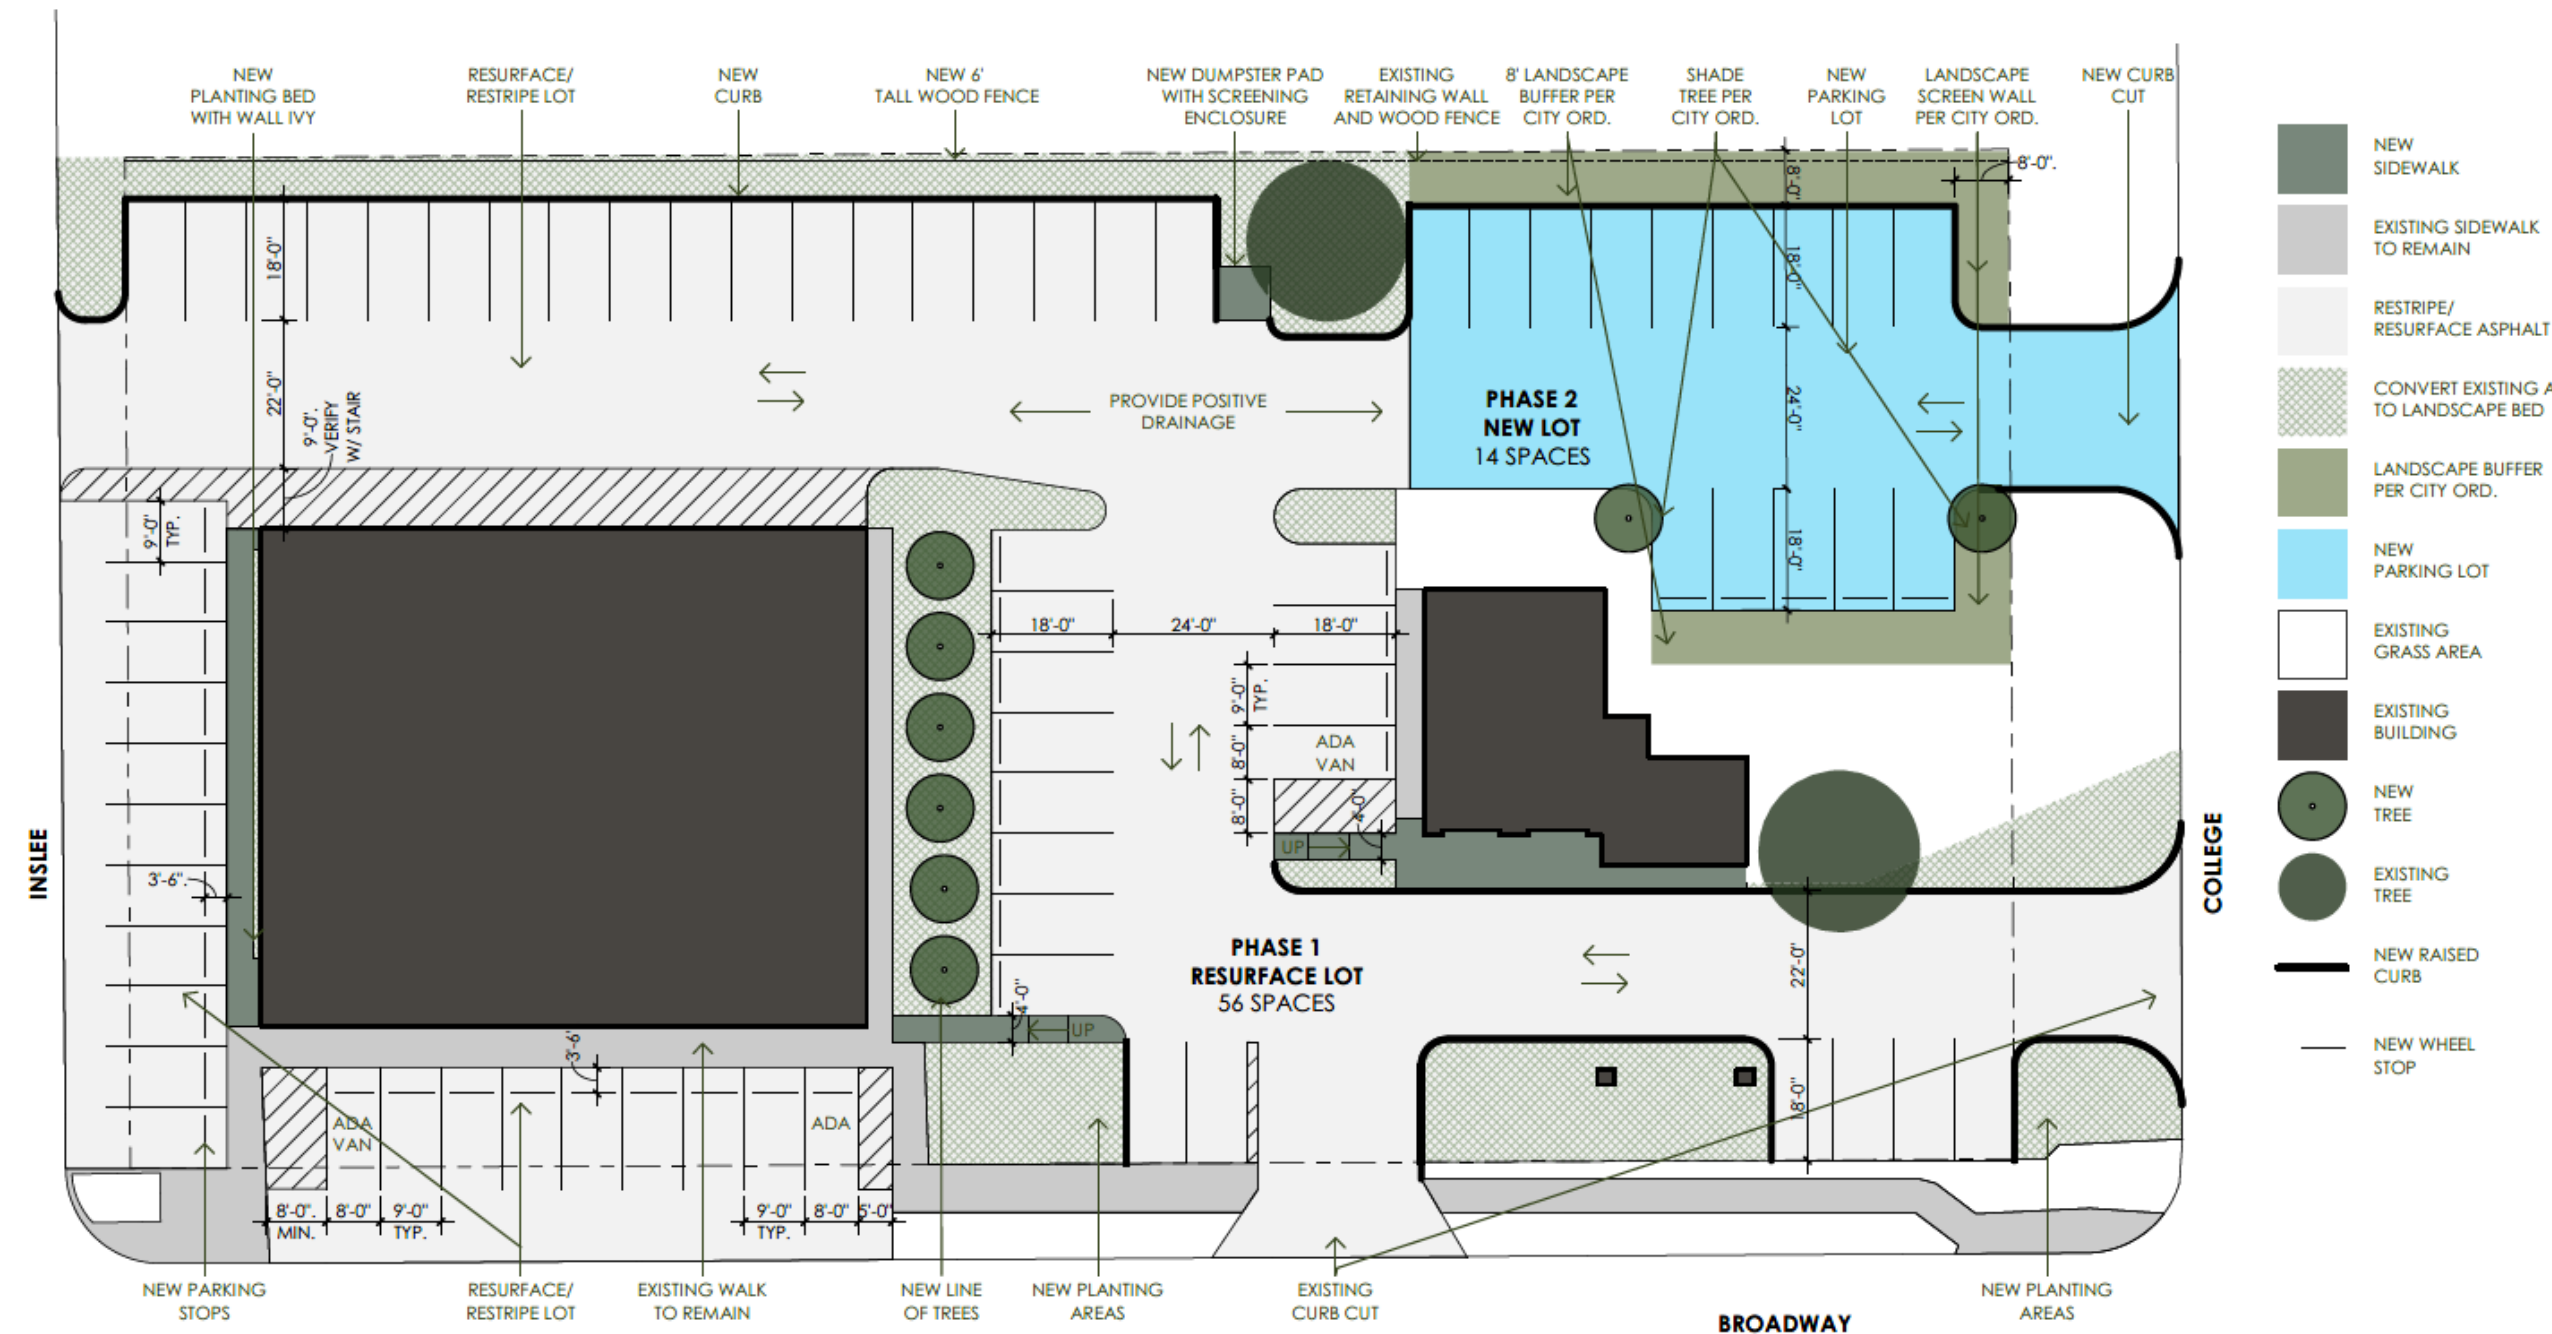 NEW
PLANTING BED
WITH WALL IVY
RESURFACE/
RESTRIPE LOT
NEW
CURB
NEW 6'
TALL WOOD FENCE
NEW DUMPSTER PAD
WITH SCREENING
ENCLOSURE
EXISTING
RETAINING WALL
AND WOOD FENCE
8' LANDSCAPE
BUFFER PER
CITY ORD.
SHADE
TREE PER
CITY ORD.
NEW
PARKING
LOT
LANDSCAPE
SCREEN WALL
PER CITY ORD.
NEW CURB
CUT
8'-0".
8'-0"
18'-0"
18'-0"
22'-0"
9'-0".
VERIFY
W/ STAIR
PROVIDE POSITIVE
DRAINAGE
PHASE 2
NEW LOT
14 SPACES
24'-0"
18'-0"
9'-0"
TYP.
18'-0"
24'-0"
18'-0"
9'-0"
TYP.
8'-0"
ADA
VAN
8'-0"
4'-0"
UP
3'-6".
INSLEE
COLLEGE
PHASE 1
RESURFACE LOT
56 SPACES
22'-0"
18'-0"
4'-0"
UP
3'-6"
ADA
VAN
ADA
8'-0".
MIN.
8'-0"
9'-0"
TYP.
9'-0"
TYP.
8'-0"
5'-0"
NEW PARKING
STOPS
RESURFACE/
RESTRIPE LOT
EXISTING WALK
TO REMAIN
NEW LINE
OF TREES
NEW PLANTING
AREAS
EXISTING
CURB CUT
BROADWAY
NEW PLANTING
AREAS
NEW
SIDEWALK
EXISTING SIDEWALK
TO REMAIN
RESTRIPE/
RESURFACE ASPHALT
CONVERT EXISTING A
TO LANDSCAPE BED
LANDSCAPE BUFFER
PER CITY ORD.
NEW
PARKING LOT
EXISTING
GRASS AREA
EXISTING
BUILDING
NEW
TREE
EXISTING
TREE
NEW RAISED
CURB
NEW WHEEL
STOP